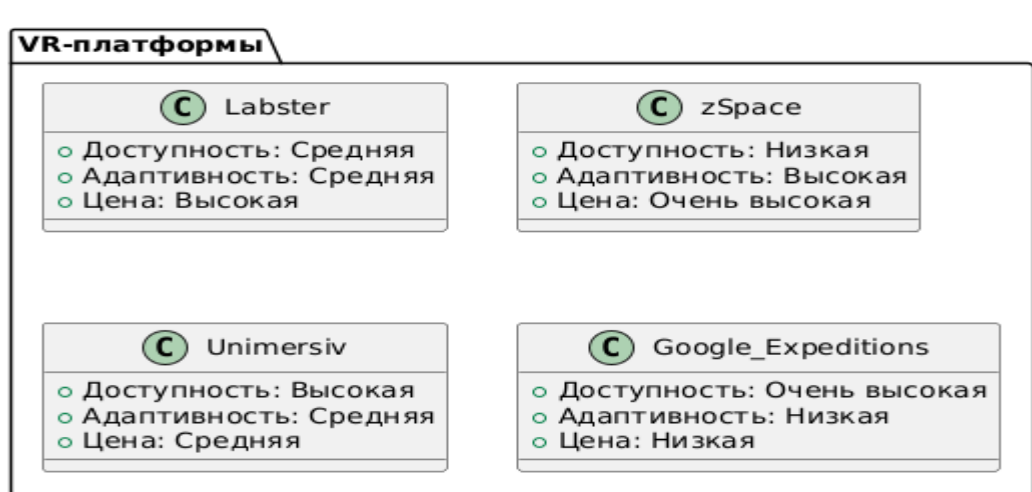 VR-платформы
C Labster
Доступность: Средняя
Адаптивность: Средняя
Цена: Высокая
C zSpace
Доступность: Низкая
Адаптивность: Высокая
Цена: Очень высокая
C Unimersiv
Доступность: Высокая
Адаптивность: Средняя
Цена: Средняя
C Google_Expeditions
Доступность: Очень высокая
Адаптивность: Низкая
Цена: Низкая